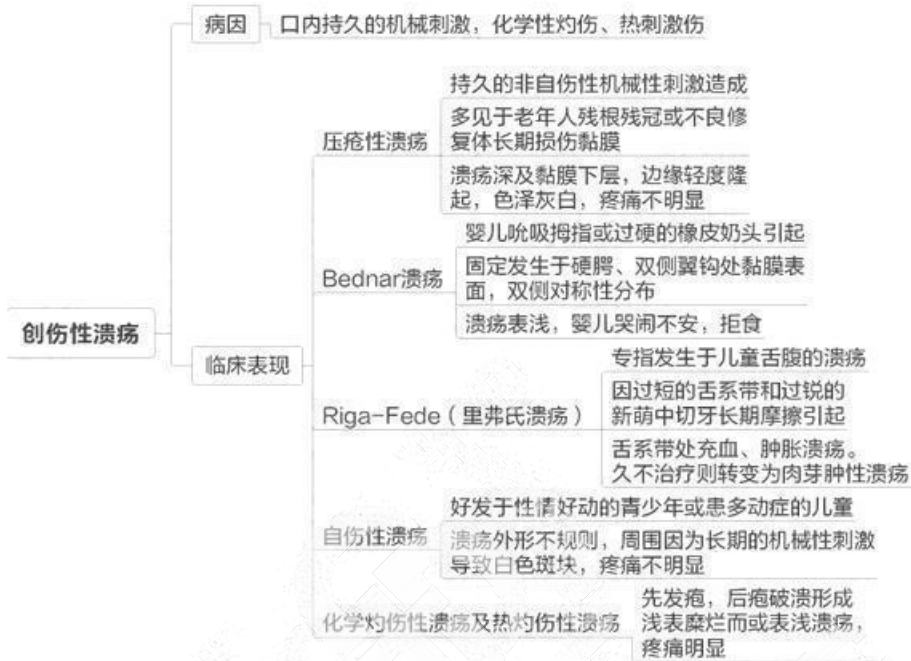 病因
口内持久的机械刺激，化学性灼伤、热刺激伤
持久的非自伤性机械性刺激造成
压疮性溃疡
多见于老年人残根残冠或不良修
复体长期损伤黏膜
溃疡深及黏膜下层，边缘轻度隆
起，色泽灰白，疼痛不明显
婴儿吮吸拇指或过硬的橡皮奶头引起
Bednar溃疡
固定发生于硬腭、双侧翼钩处黏膜表
面，双侧对称性分布
溃疡表浅，婴儿哭闹不安，拒食
创伤性溃疡
临床表现
专指发生于儿童舌腹的溃疡
Riga-Fede（里弗氏溃疡）
因过短的舌系带和过锐的
新萌中切牙长期摩擦引起
舌系带处充血、肿胀溃疡。
久不治疗则转变为肉芽肿性溃疡
好发于性情好动的青少年或患多动症的儿童
自伤性溃疡
溃疡外形不规则，周围因为长期的机械性刺激
导致白色斑块，疼痛不明显
化学灼伤性溃疡及热灼伤性溃疡
先发疱，后疱破溃形成
浅表糜烂而或表浅溃疡，
疼痛明显